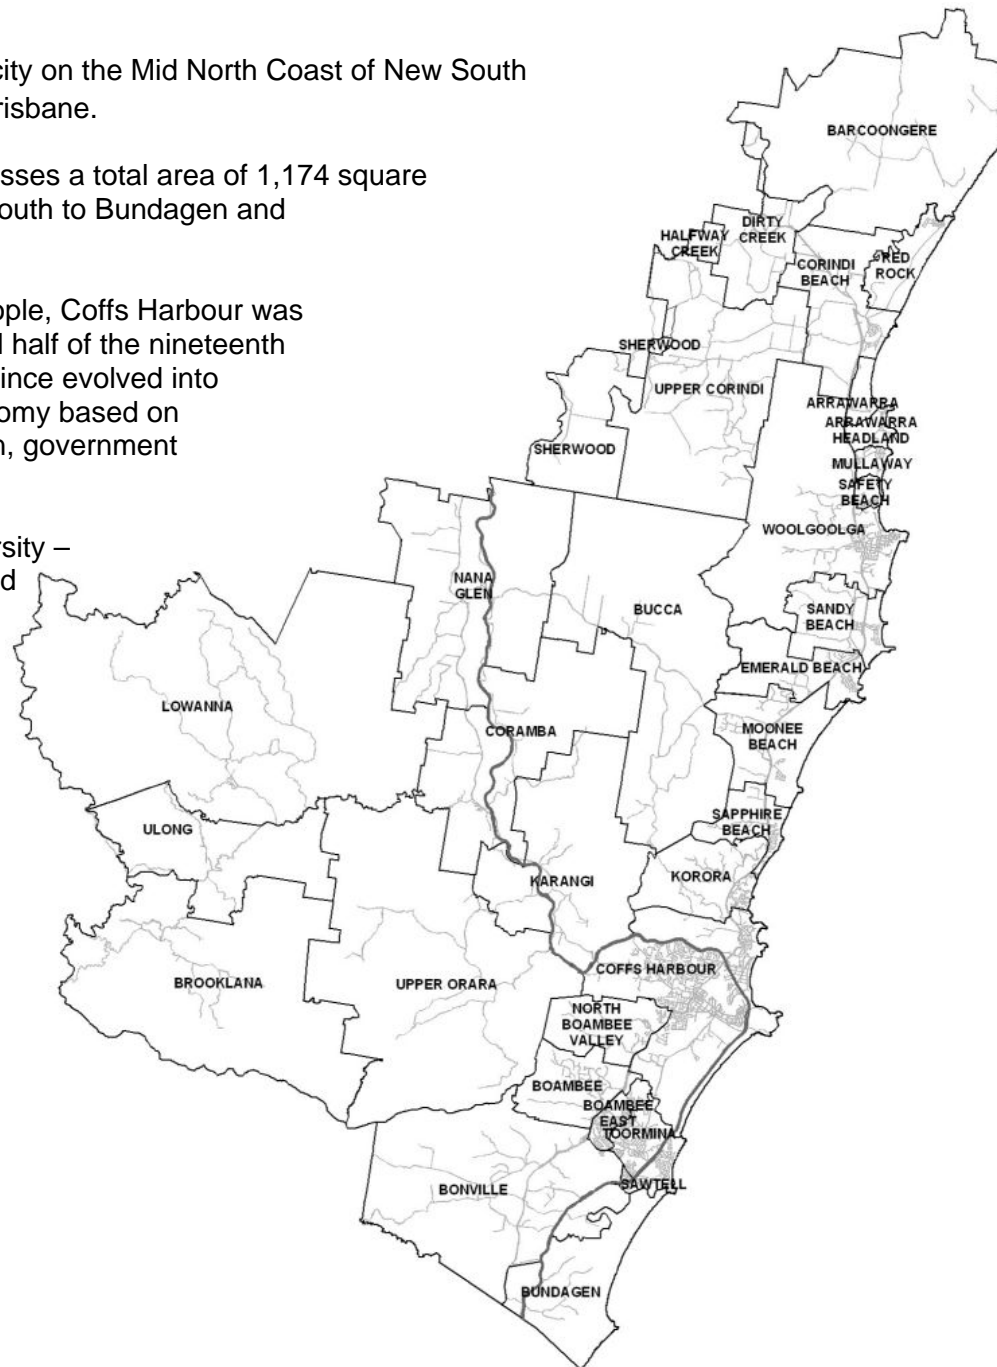 city on the Mid North Coast of New South
risbane.
sses a total area of 1,174 square
outh to Bundagen and
ople, Coffs Harbour was
l half of the nineteenth
ince evolved into
omy based on
n, government
rsity –
d
BARCOONGERE
DIRTY
CREEK
HALFWAY
CREEK
CORINDI
BEACH
RED
ROCK
SHERWOOD
UPPER CORINDI
ARRAWARRA
ARRAWARRA
HEADLAND
SHERWOOD
MULLAWAY
SAFETY
BEACH
WOOLGOOLGA
NANA
GLEN
BUCCA
SANDY
BEACH
EMERALD BEACH
LOWANNA
CORAMBA
MOONEE
BEACH
SAPPHIRE
BEACH
ULONG
KARANGI
KORORA
BROOKLANA
UPPER ORARA
COFFS HARBOUR
NORTH
BOAMBEE
VALLEY
BOAMBEE
BOAMBEE
EAST
TOORMINA
BONVILLE
SAWTELL
BUNDAGEN